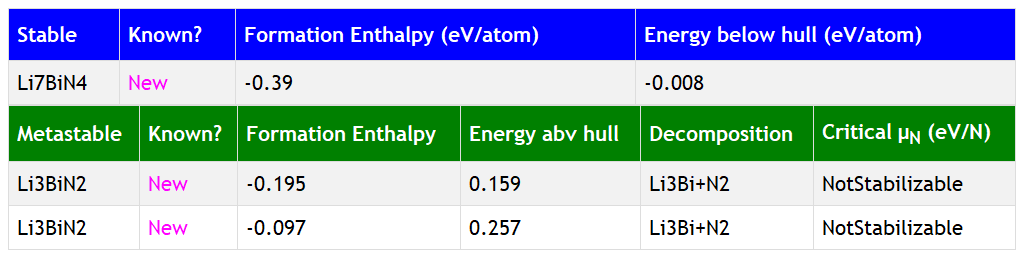 Stable Known? Formation Enthalpy (eV/atom) Energy below hull (eV/atom)
Li7BiN4 New -0.39 -0.008
Metastable Known? Formation Enthalpy Energy abv hull Decomposition Critical μN (eV/N)
Li3BiN2 New -0.195 0.159 Li3Bi+N2 NotStabilizable
Li3BiN2 New -0.097 0.257 Li3Bi+N2 NotStabilizable